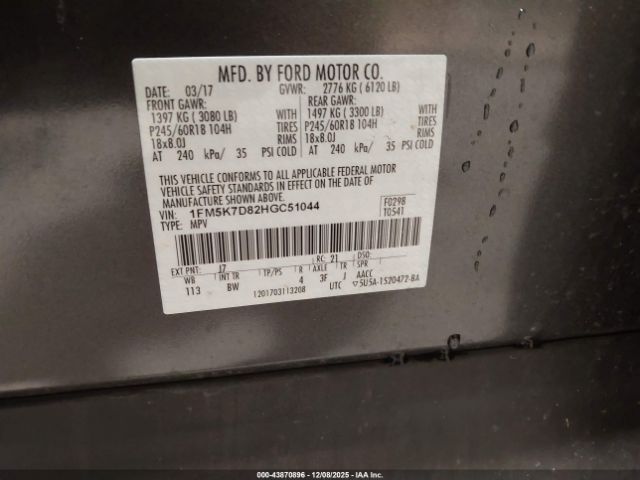 MFD. BY FORD MOTOR CO.
DATE: 03/17 GVWR: 2776 KG ( 6120 LB)
FRONT GAWR: REAR GAWR:
1397 KG ( 3080 LB) WITH 1497 KG ( 3300 LB) WITH
P245/60R18 104H TIRES P245/60R18 104H TIRES
18x8.0J RIMS 18x8.0J RIMS
AT 240 kPa/ 35 PSI COLD AT 240 kPa/ 35 PSI COLD
THIS VEHICLE CONFORMS TO ALL APPLICABLE FEDERAL MOTOR
VEHICLE SAFETY STANDARDS IN EFFECT ON THE DATE OF
MANUFACTURE SHOWN ABOVE.
VIN: 1FM5K7D82HGC51044 F0298
TYPE: MPV T0541
EXT PNT: J7 RC: 21 DSO:
WB INT TR TP/PS R AXLE TR SPR
113 BW 4 3F J AACC
1201703113208 UTC ▽5U5A-1520472-BA
000-43870896 - 12/08/2025 - IAA Inc.